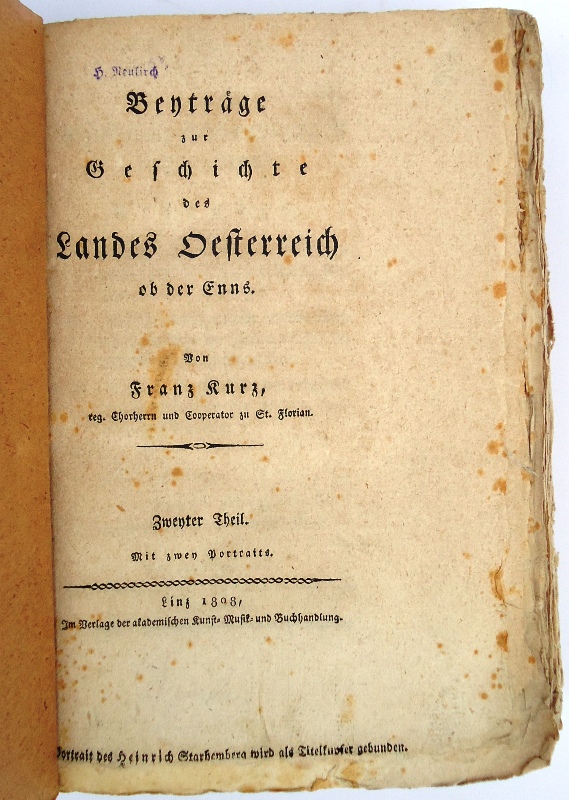 H. Neukirch
Beyträge
zur
Geschichte
des
Landes Oesterreich
ob der Enns.
Von
Franz Kurz,
reg. Chorherrn und Cooperator zu St. Florian.
Zweyter Theil.
Mit zwey Portraits.
Linz 1808,
Im Verlage der akademischen Kunst- Musik- und Buchhandlung.
Portrait des Heinrich Starhemberg wird als Titelkupfer gebunden.